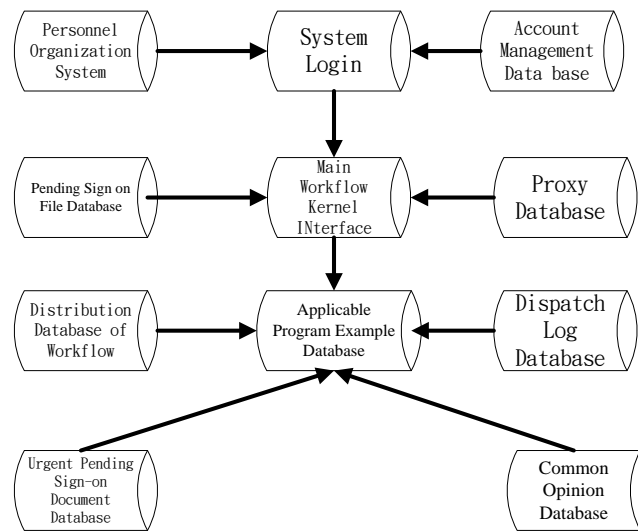 Personnel
Organization
System
System
Login
Account
Management
Data base
Pending Sign on
File Database
Main
Workflow
Kernel
INterface
Proxy
Database
Distribution
Database of
Workflow
Applicable
Program Example
Database
Dispatch
Log
Database
Urgent Pending
Sign-on
Document
Database
Common
Opinion
Database